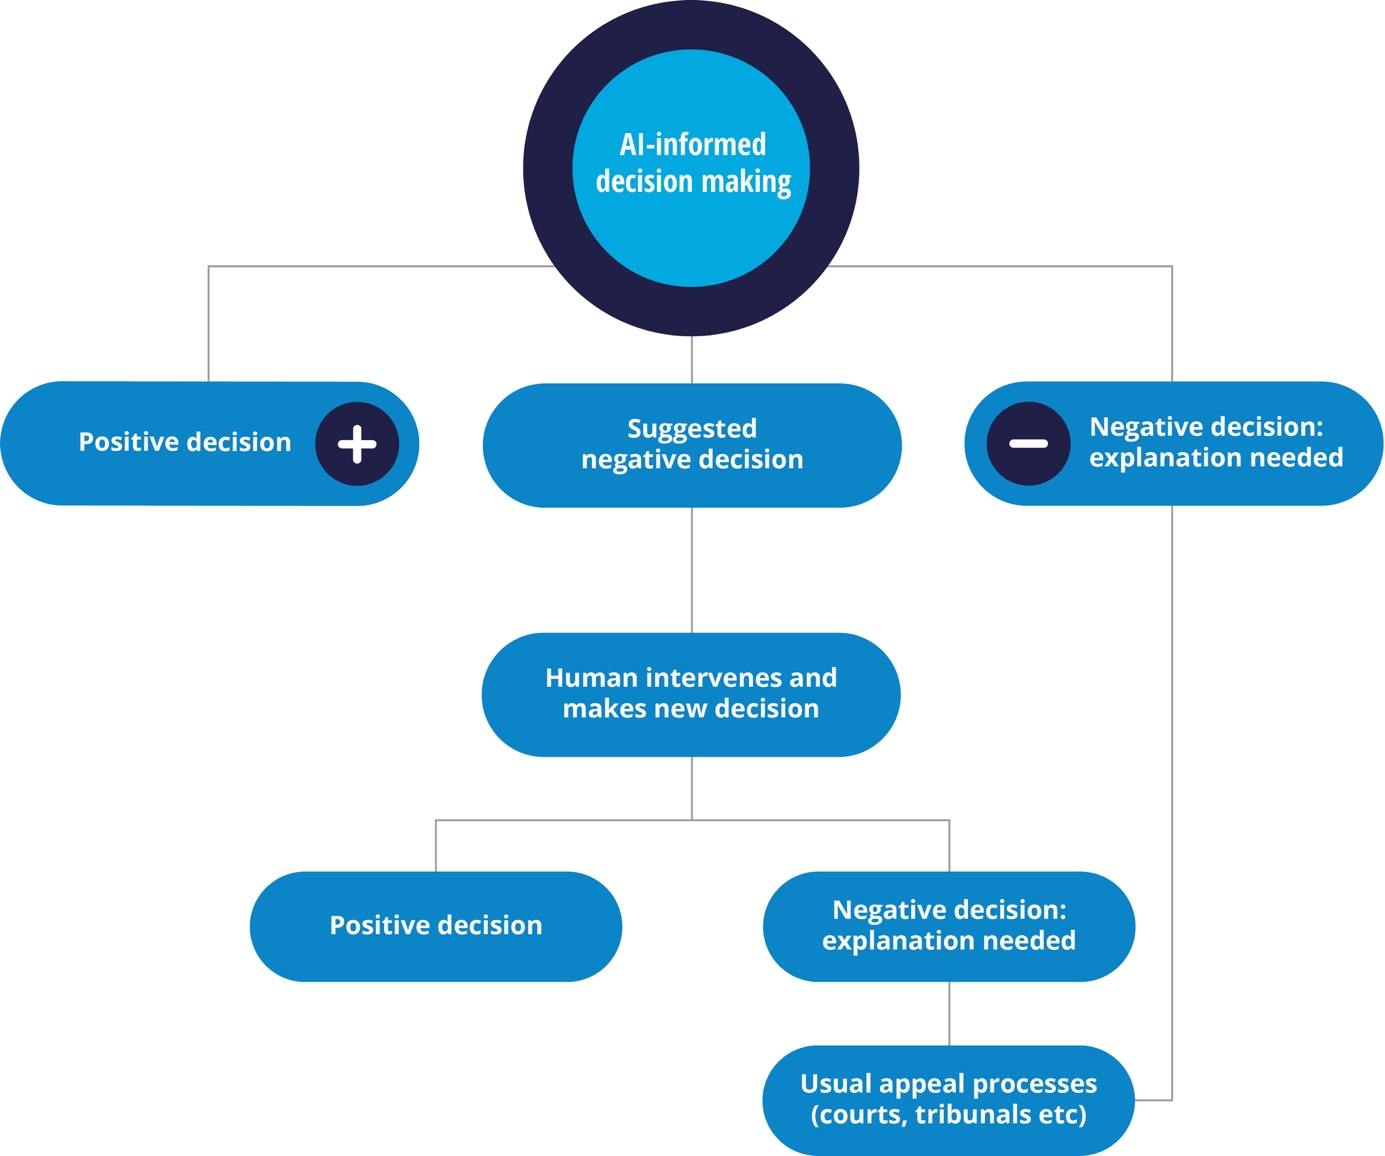 AI-informed
decision making
Positive decision
Suggested
negative decision
Negative decision:
explanation needed
Human intervenes and
makes new decision
Positive decision
Negative decision:
explanation needed
Usual appeal processes
(courts, tribunals etc)